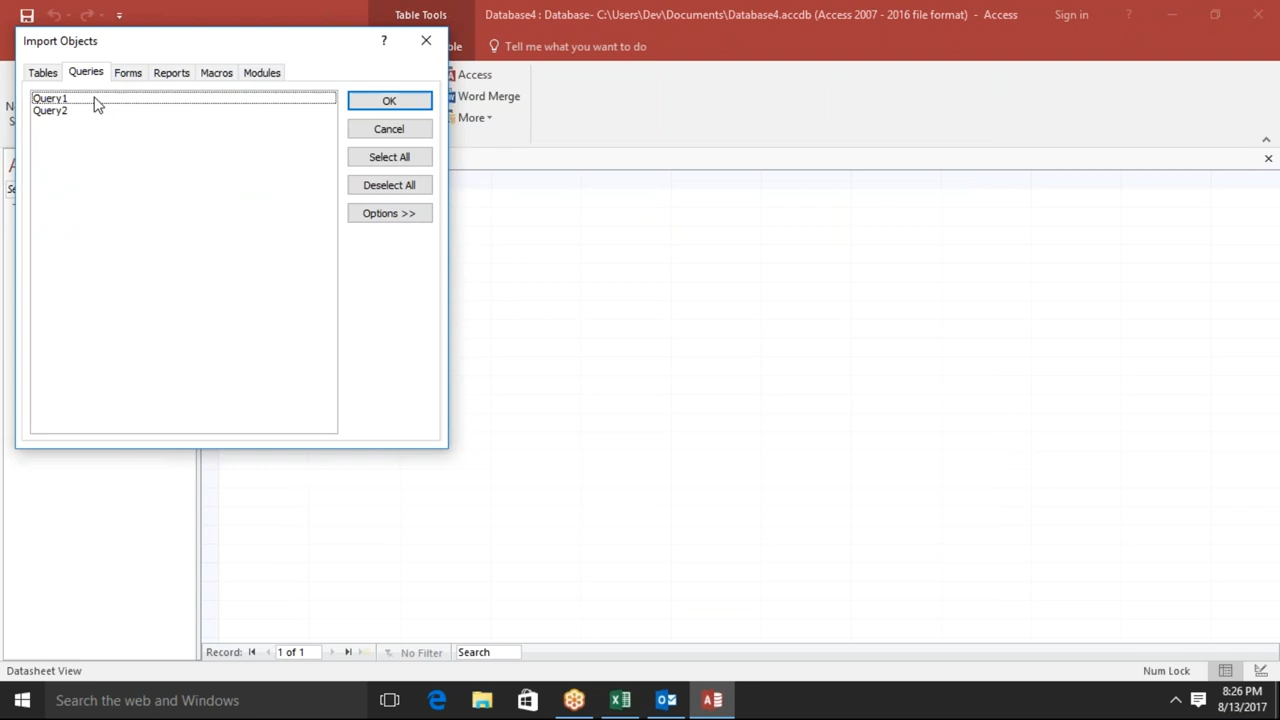 Table Tools
Database4 : Database- C:\Users\Dev\Documents\Database4.accdb (Access 2007 - 2016 file format) - Access
Sign in
?
Import Objects
?
Tell me what you want to do
Tables
Queries
Forms
Reports
Macros
Modules
Access
Word Merge
More
Query1
Query2
OK
Cancel
Select All
Deselect All
Options >>
Record:
1 of 1
No Filter
Search
Datasheet View
Num Lock
Search the web and Windows
8:26 PM
8/13/2017